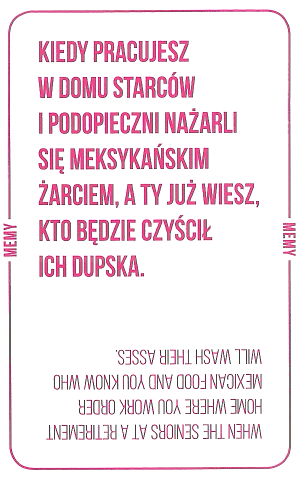 KIEDY PRACUJESZ
W DOMU STARCÓW
I PODOPIECZNI NAŻARLI
SIĘ MEKSYKAŃSKIM
ŻARCIEM, A TY JUŻ WIESZ,
KTO BĘDZIE CZYŚCIŁ
ICH DUPSKA.
MEMY
MEMY
WHEN THE SENIORS AT A RETIREMENT
HOME WHERE YOU WORK ORDER
MEXICAN FOOD AND YOU KNOW WHO
WILL WASH THEIR ASSES.